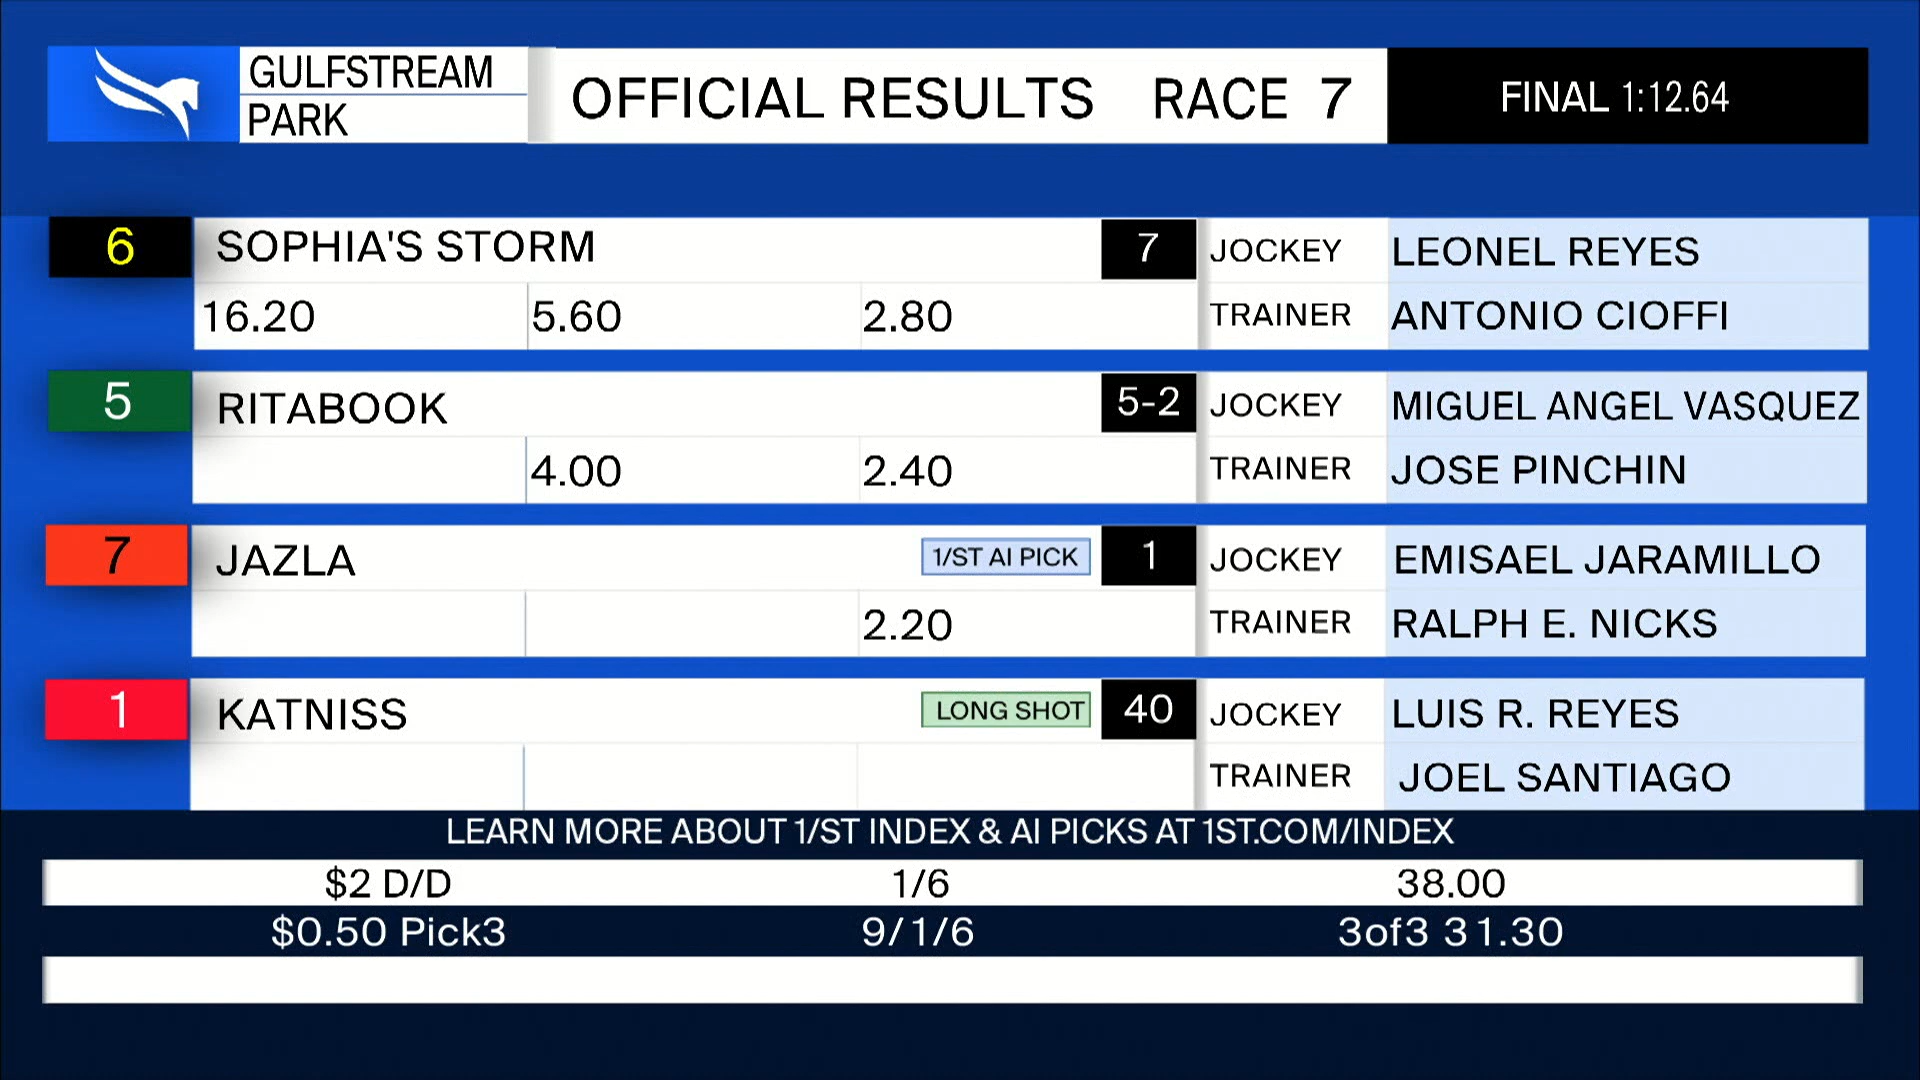 GULFSTREAM
PARK
OFFICIAL RESULTS RACE 7
FINAL 1:12.64
6 SOPHIA'S STORM 7 JOCKEY LEONEL REYES
16.20 5.60 2.80 TRAINER ANTONIO CIOFFI
5 RITABOOK 5-2 JOCKEY MIGUEL ANGEL VASQUEZ
4.00 2.40 TRAINER JOSE PINCHIN
7 JAZLA 1/ST AI PICK 1 JOCKEY EMISAEL JARAMILLO
2.20 TRAINER RALPH E. NICKS
1 KATNISS LONG SHOT 40 JOCKEY LUIS R. REYES
TRAINER JOEL SANTIAGO
LEARN MORE ABOUT 1/ST INDEX & AI PICKS AT 1ST.COM/INDEX
$2 D/D 1/6 38.00
$0.50 Pick3 9/1/6 3of3 31.30